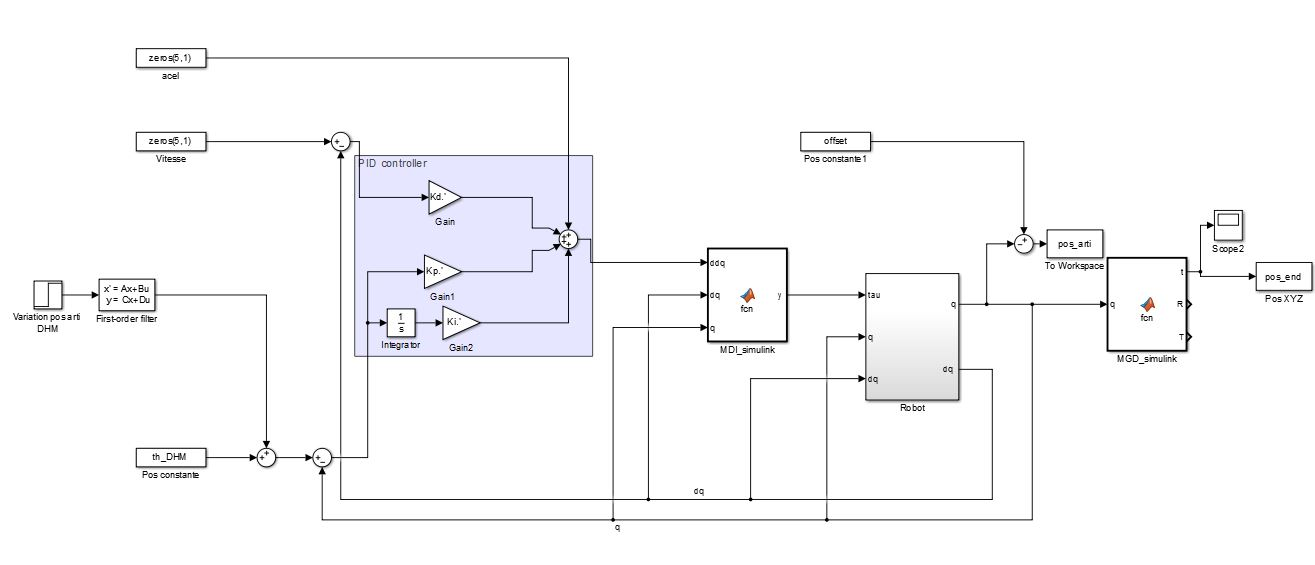 zeros(5,1)
acel
zeros(5,1)
Vitesse
+
−
offset
Pos constante1
PID controller
Kd.'
Gain
+
+
+
+
−
+
pos_arti
To Workspace
Scope2
Kp.'
Gain1
ddq
dq
q
y
fcn
MDI_simulink
t
R
T
q
fcn
MGD_simulink
pos_end
Pos XYZ
Variation pos arti
DHM
x' = Ax+Bu
y = Cx+Du
First-order filter
1
s
Integrator
Ki.'
Gain2
tau
q
dq
q
dq
Robot
th_DHM
Pos constante
+
+
+
−
dq
q